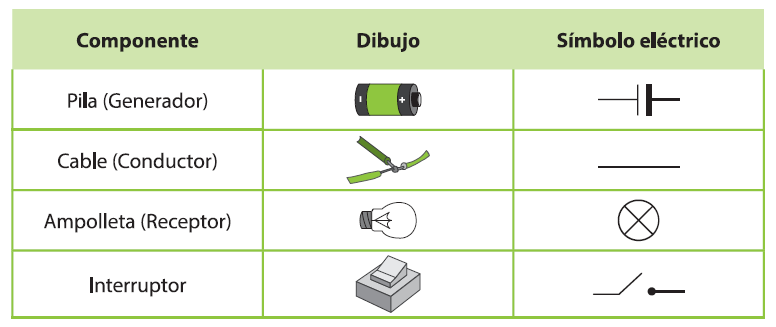 Componente Dibujo Símbolo eléctrico
Pila (Generador)
- +
Cable (Conductor)
Ampolleta (Receptor)
Interruptor